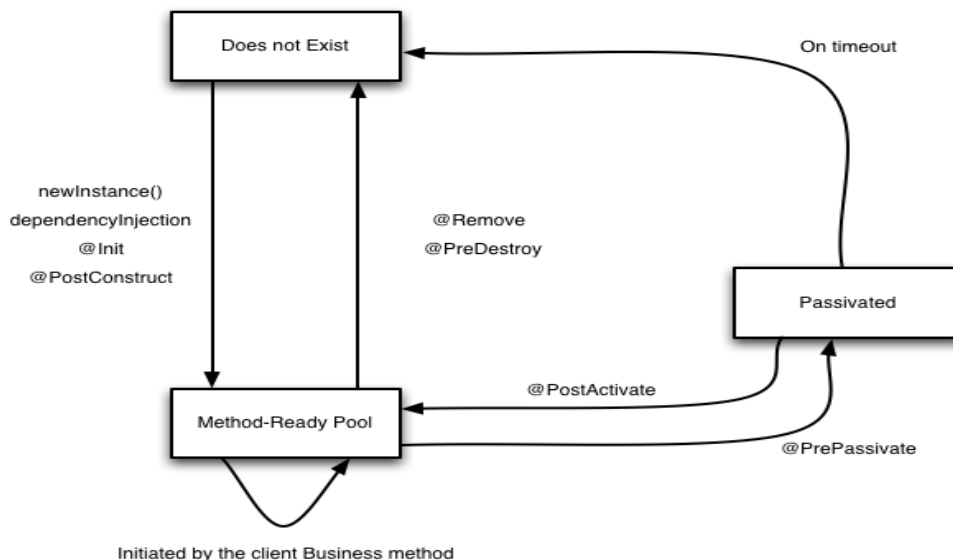 Does not Exist
On timeout
newInstance()
dependencyInjection
@Init
@PostConstruct
@Remove
@PreDestroy
Passivated
@PostActivate
Method-Ready Pool
@PrePassivate
Initiated by the client Business method